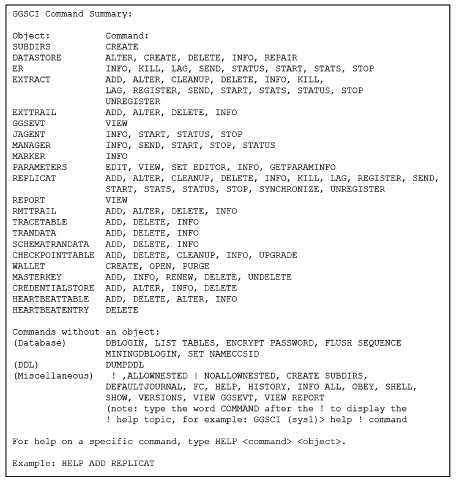 GGSCI Command Summary:
Object: Command:
SUBDIRS CREATE
DATASTORE ALTER, CREATE, DELETE, INFO, REPAIR
ER INFO, KILL, LAG, SEND, STATUS, START, STATS, STOP
EXTRACT ADD, ALTER, CLEANUP, DELETE, INFO, KILL,
LAG, REGISTER, SEND, START, STATS, STATUS, STOP
UNREGISTER
EXTTRAIL ADD, ALTER, DELETE, INFO
GGSEVT VIEW
JAGENT INFO, START, STATUS, STOP
MANAGER INFO, SEND, START, STOP, STATUS
MARKER INFO
PARAMETERS EDIT, VIEW, SET EDITOR, INFO, GETPARAMINFO
REPLICAT ADD, ALTER, CLEANUP, DELETE, INFO, KILL, LAG, REGISTER, SEND,
START, STATS, STATUS, STOP, SYNCHRONIZE, UNREGISTER
REPORT VIEW
RMTTRAIL ADD, ALTER, DELETE, INFO
TRACETABLE ADD, DELETE, INFO
TRANDATA ADD, DELETE, INFO
SCHEMATRANDATA ADD, DELETE, INFO
CHECKPOINTTABLE ADD, DELETE, CLEANUP, INFO, UPGRADE
WALLET CREATE, OPEN, PURGE
MASTERKEY ADD, INFO, RENEW, DELETE, UNDELETE
CREDENTIALSTORE ADD, ALTER, INFO, DELETE
HEARTBEATTABLE ADD, DELETE, ALTER, INFO
HEARTBEATENTRY DELETE
Commands without an object:
(Database) DBLOGIN, LIST TABLES, ENCRYPT PASSWORD, FLUSH SEQUENCE
MININGDBLOGIN, SET NAMECCSID
(DDL) DUMPDDL
(Miscellaneous) ! ,ALLOWNESTED | NOALLOWNESTED, CREATE SUBDIRS,
DEFAULTJOURNAL, FC, HELP, HISTORY, INFO ALL, OBEY, SHELL,
SHOW, VERSIONS, VIEW GGSEVT, VIEW REPORT
(note: type the word COMMAND after the ! to display the
! help topic, for example: GGSCI (sys1)> help ! command
For help on a specific command, type HELP <command> <object>.
Example: HELP ADD REPLICAT